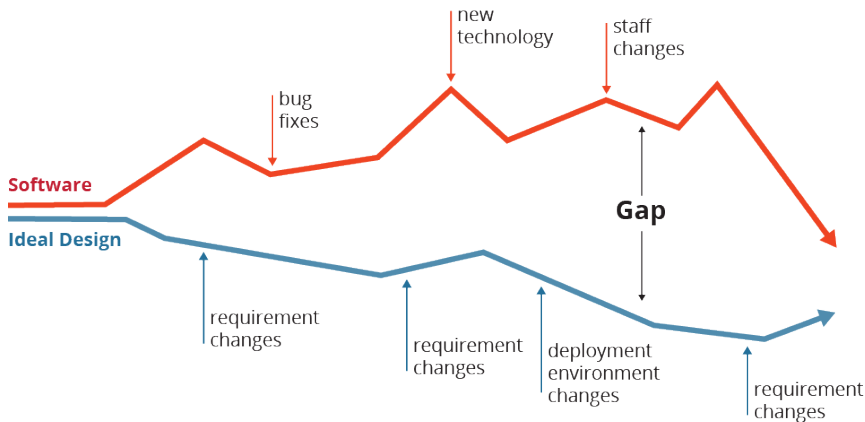 new
technology
staff
changes
bug
fixes
Software
Gap
Ideal Design
requirement
changes
requirement
changes
deployment
environment
changes
requirement
changes